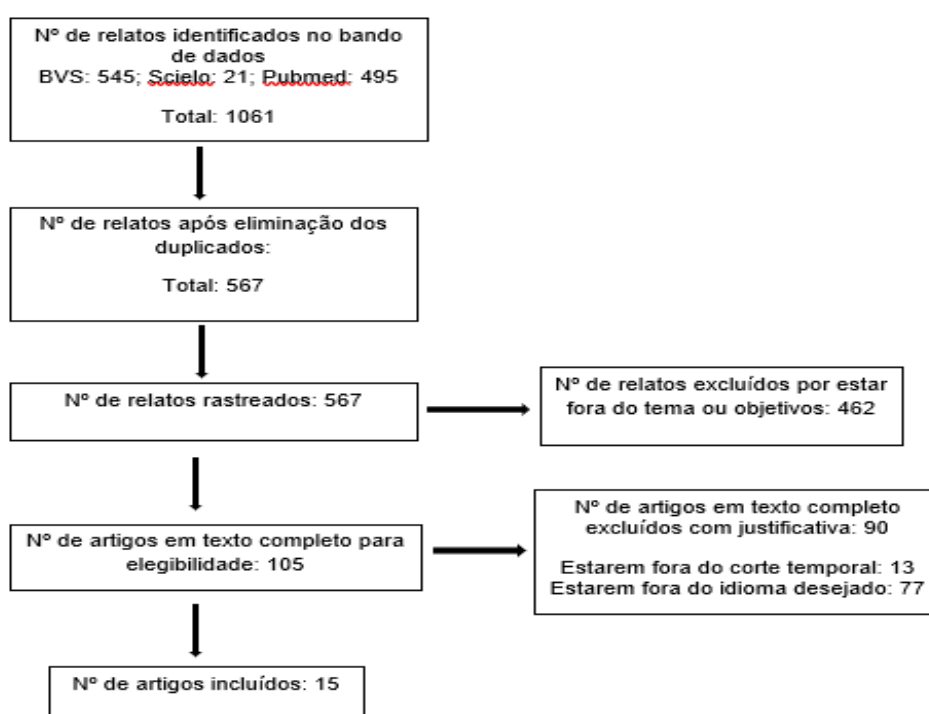 Nº de relatos identificados no bando
de dados
BVS: 545; Scielo: 21; Pubmed: 495
Total: 1061
Nº de relatos após eliminação dos
duplicados:
Total: 567
Nº de relatos rastreados: 567
Nº de relatos excluídos por estar
fora do tema ou objetivos: 462
Nº de artigos em texto completo para
elegibilidade: 105
Nº de artigos em texto completo
excluídos com justificativa: 90
Estarem fora do corte temporal: 13
Estarem fora do idioma desejado: 77
Nº de artigos incluídos: 15